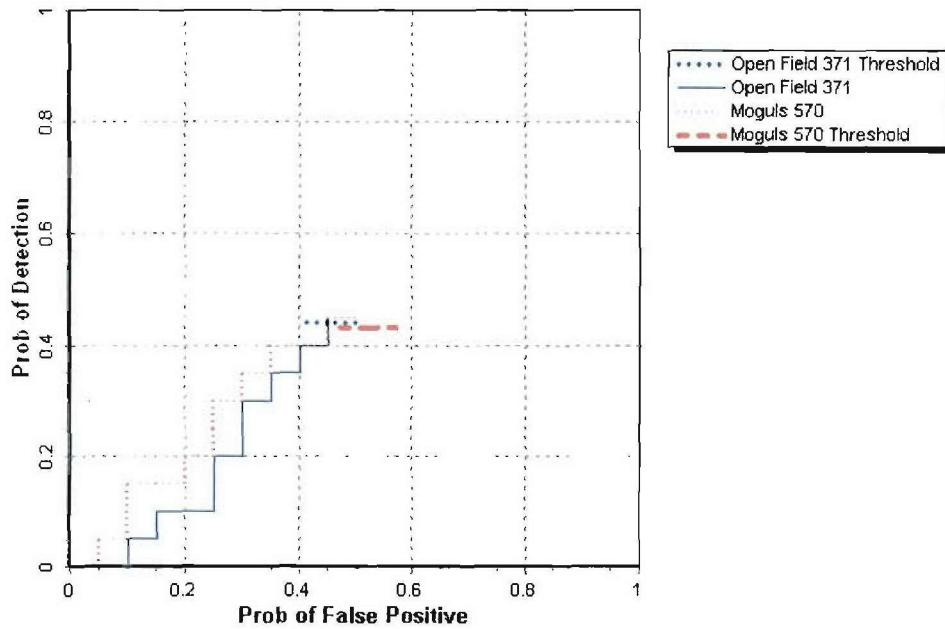 1
0.8
0.6
0.4
0.2
0
Prob of Detection
0
0.2
0.4
0.6
0.8
1
Prob of False Positive
Open Field 371 Threshold
Open Field 371
Moguls 570
Moguls 570 Threshold